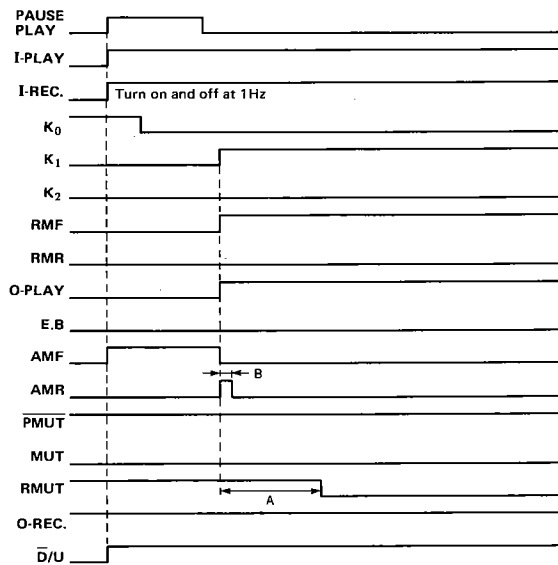 PAUSE
PLAY
I-PLAY
I-REC. Turn on and off at 1Hz
K₀
K₁
K₂
RMF
RMR
O-PLAY
E.B
AMF
B
AMR
P̅M̅U̅T̅
MUT
RMUT
A
O-REC.
D̅/U